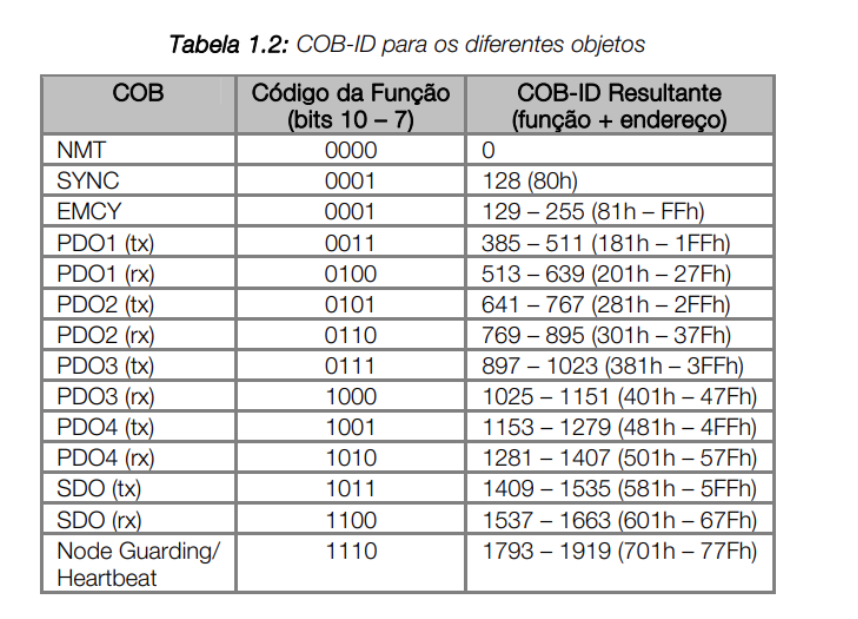 Tabela 1.2: COB-ID para os diferentes objetos
COB Código da Função (bits 10 – 7) COB-ID Resultante (função + endereço)
NMT 0000 0
SYNC 0001 128 (80h)
EMCY 0001 129 – 255 (81h – FFh)
PDO1 (tx) 0011 385 – 511 (181h – 1FFh)
PDO1 (rx) 0100 513 – 639 (201h – 27Fh)
PDO2 (tx) 0101 641 – 767 (281h – 2FFh)
PDO2 (rx) 0110 769 – 895 (301h – 37Fh)
PDO3 (tx) 0111 897 – 1023 (381h – 3FFh)
PDO3 (rx) 1000 1025 – 1151 (401h – 47Fh)
PDO4 (tx) 1001 1153 – 1279 (481h – 4FFh)
PDO4 (rx) 1010 1281 – 1407 (501h – 57Fh)
SDO (tx) 1011 1409 – 1535 (581h – 5FFh)
SDO (rx) 1100 1537 – 1663 (601h – 67Fh)
Node Guarding/ 1110 1793 – 1919 (701h – 77Fh)
Heartbeat